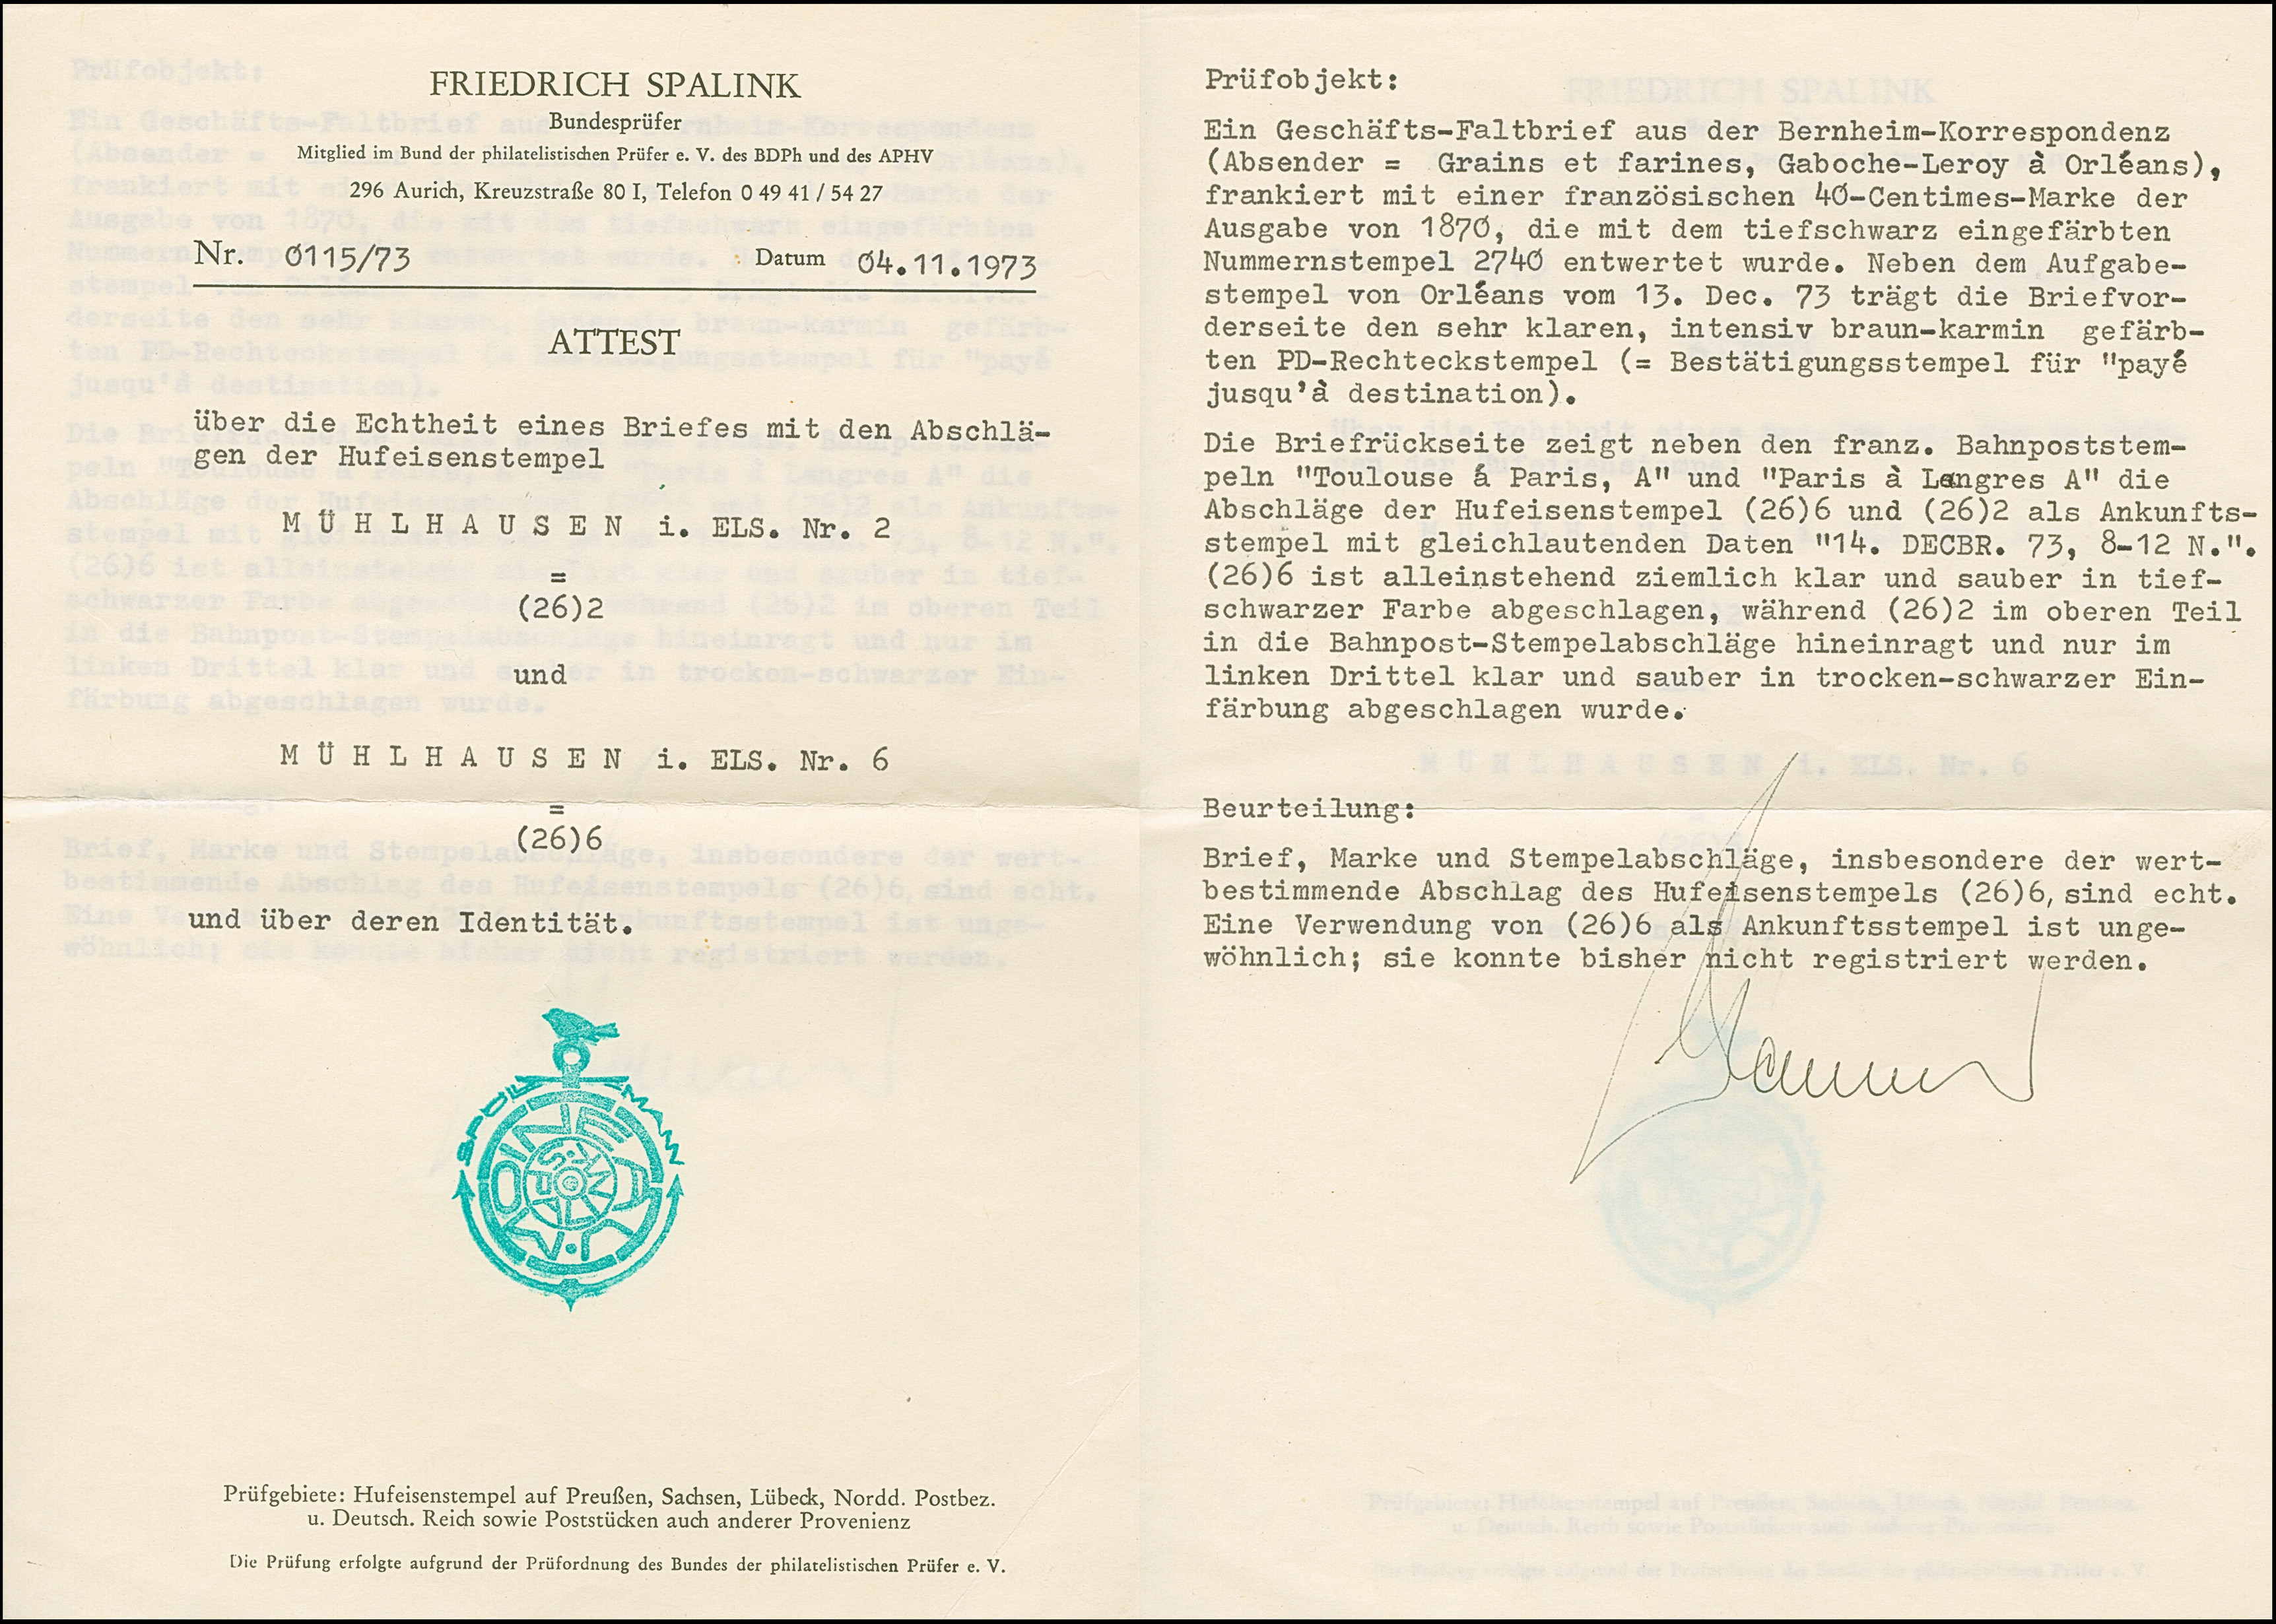 FRIEDRICH SPALINK
Bundesprüfer
Mitglied im Bund der philatelistischen Prüfer e. V. des BDPh und des APHV
296 Aurich, Kreuzstraße 80 I, Telefon 0 49 41 / 54 27
Nr. 0115/73 Datum 04.11.1973
ATTEST
über die Echtheit eines Briefes mit den Abschlä-
gen der Hufeisenstempel
M Ü H L H A U S E N i. ELS. Nr. 2
=
(26)2
und
M Ü H L H A U S E N i. ELS. Nr. 6
=
(26)6
und über deren Identität.
Prüfgebiete: Hufeisenstempel auf Preußen, Sachsen, Lübeck, Nordd. Postbez.
u. Deutsch. Reich sowie Poststücken auch anderer Provenienz
Die Prüfung erfolgte aufgrund der Prüfordnung des Bundes der philatelistischen Prüfer e. V.
Prüfobjekt:
Ein Geschäfts-Faltbrief aus der Bernheim-Korrespondenz
(Absender = Grains et farines, Gaboche-Leroy à Orléans),
frankiert mit einer französischen 40-Centimes-Marke der
Ausgabe von 1870, die mit dem tiefschwarz eingefärbten
Nummernstempel 2740 entwertet wurde. Neben dem Aufgabe-
stempel von Orléans vom 13. Dec. 73 trägt die Briefvor-
derseite den sehr klaren, intensiv braun-karmin gefärb-
ten PD-Rechteckstempel (= Bestätigungsstempel für "payé
jusqu'à destination).
Die Briefrückseite zeigt neben den franz. Bahnpoststem-
peln "Toulouse á Paris, A" und "Paris à Langres A" die
Abschläge der Hufeisenstempel (26)6 und (26)2 als Ankunfts-
stempel mit gleichlautenden Daten "14. DECBR. 73, 8-12 N.".
(26)6 ist alleinstehend ziemlich klar und sauber in tief-
schwarzer Farbe abgeschlagen, während (26)2 im oberen Teil
in die Bahnpost-Stempelabschläge hineinragt und nur im
linken Drittel klar und sauber in trocken-schwarzer Ein-
färbung abgeschlagen wurde.
Beurteilung:
Brief, Marke und Stempelabschläge, insbesondere der wert-
bestimmende Abschlag des Hufeisenstempels (26)6, sind echt.
Eine Verwendung von (26)6 als Ankunftsstempel ist unge-
wöhnlich; sie konnte bisher nicht registriert werden.